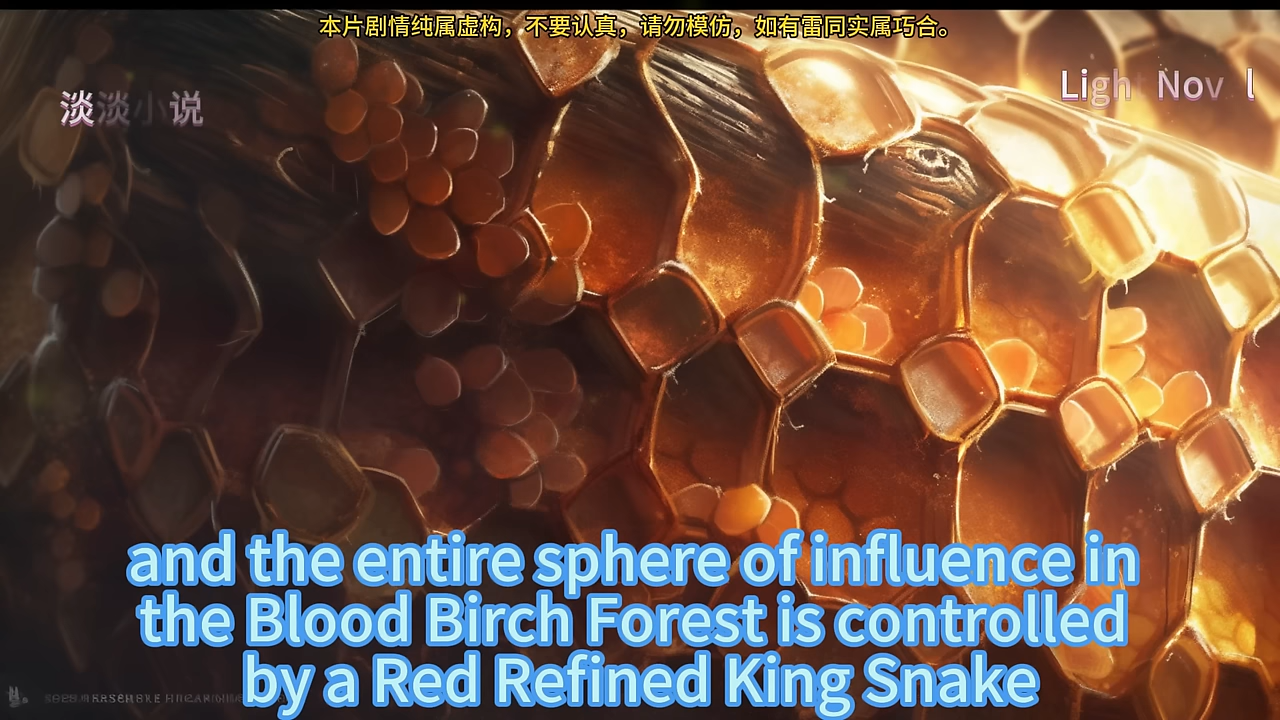 本片剧情纯属虚构，不要认真，请勿模仿，如有雷同实属巧合。
淡淡小说
Light Nov l
and the entire sphere of influence in
the Blood Birch Forest is controlled
by a Red Refined King Snake